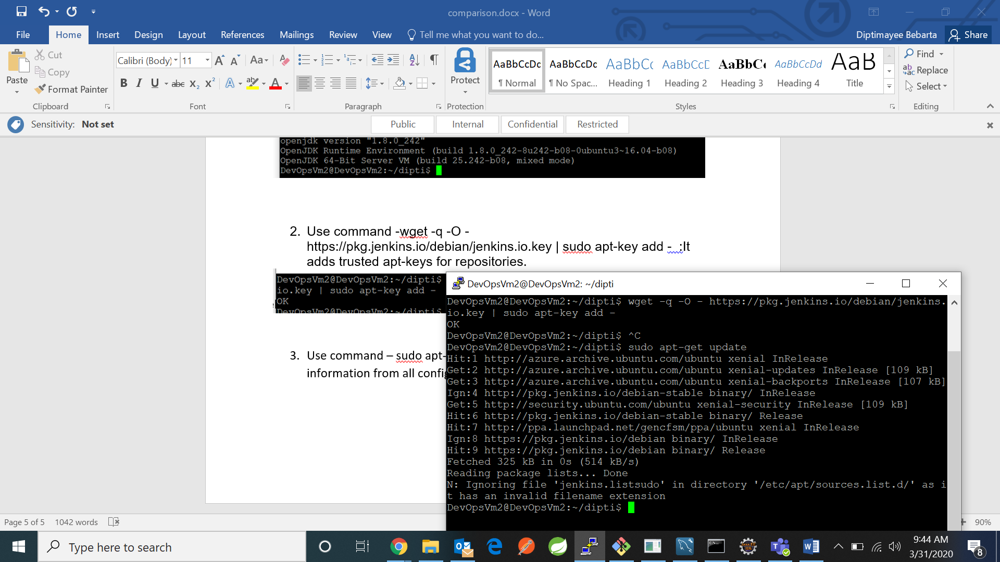 comparison.docx - Word
File Home Insert Design Layout References Mailings Review View Tell me what you want to do... Diptimayee Bebarta Share
Paste
Cut
Copy
Format Painter
Clipboard
Calibri (Body) 11
Font
Paragraph
Protect
Protection
AaBbCcDc AaBbCcDc AaBbCc AaBbCcD AaBbCc AaBbCcDd AaB
¶ Normal ¶ No Spac... Heading 1 Heading 2 Heading 3 Heading 4 Title
Styles
Find
Replace
Select
Editing
Sensitivity: Not set Public Internal Confidential Restricted
openjdk version "1.8.0_242"
OpenJDK Runtime Environment (build 1.8.0_242-8u242-b08-0ubuntu3~16.04-b08)
OpenJDK 64-Bit Server VM (build 25.242-b08, mixed mode)
DevOpsVm2@DevOpsVm2:~/dipti$
2. Use command -wget -q -O -
https://pkg.jenkins.io/debian/jenkins.io.key | sudo apt-key add - :It
adds trusted apt-keys for repositories.
DevOpsVm2@DevOpsVm2:~/dipti$
io.key | sudo apt-key add -
OK
DevOpsVm2@DevOpsVm2:~/dipti$
3. Use command – sudo apt-
information from all config
DevOpsVm2@DevOpsVm2: ~/dipti
DevOpsVm2@DevOpsVm2:~/dipti$ wget -q -O - https://pkg.jenkins.io/debian/jenkins.
io.key | sudo apt-key add -
OK
DevOpsVm2@DevOpsVm2:~/dipti$ ^C
DevOpsVm2@DevOpsVm2:~/dipti$ sudo apt-get update
Hit:1 http://azure.archive.ubuntu.com/ubuntu xenial InRelease
Get:2 http://azure.archive.ubuntu.com/ubuntu xenial-updates InRelease [109 kB]
Get:3 http://azure.archive.ubuntu.com/ubuntu xenial-backports InRelease [107 kB]
Ign:4 http://pkg.jenkins.io/debian-stable binary/ InRelease
Get:5 http://security.ubuntu.com/ubuntu xenial-security InRelease [109 kB]
Hit:6 http://pkg.jenkins.io/debian-stable binary/ Release
Hit:7 http://ppa.launchpad.net/gencfsm/ppa/ubuntu xenial InRelease
Ign:8 https://pkg.jenkins.io/debian binary/ InRelease
Hit:9 https://pkg.jenkins.io/debian binary/ Release
Fetched 325 kB in 0s (514 kB/s)
Reading package lists... Done
N: Ignoring file 'jenkins.listsudo' in directory '/etc/apt/sources.list.d/' as i
t has an invalid filename extension
DevOpsVm2@DevOpsVm2:~/dipti$
Page 5 of 5 1042 words 90%
Type here to search
9:44 AM
3/31/2020
8